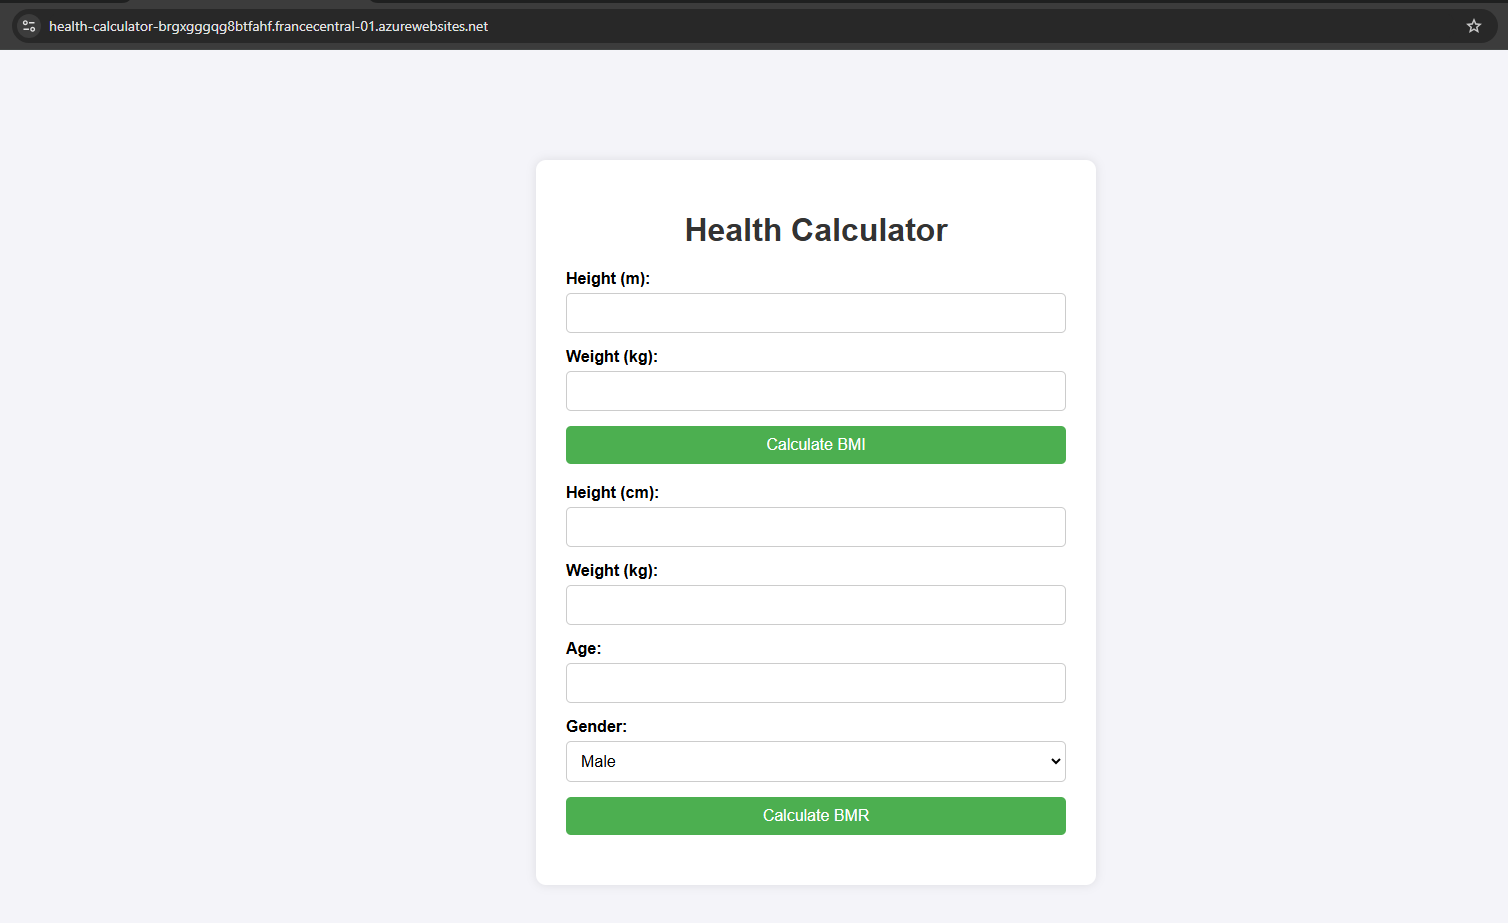 health-calculator-brgxgggqg8btfahf.francecentral-01.azurewebsites.net
Health Calculator
Height (m):
Weight (kg):
Calculate BMI
Height (cm):
Weight (kg):
Age:
Gender:
Male
Calculate BMR